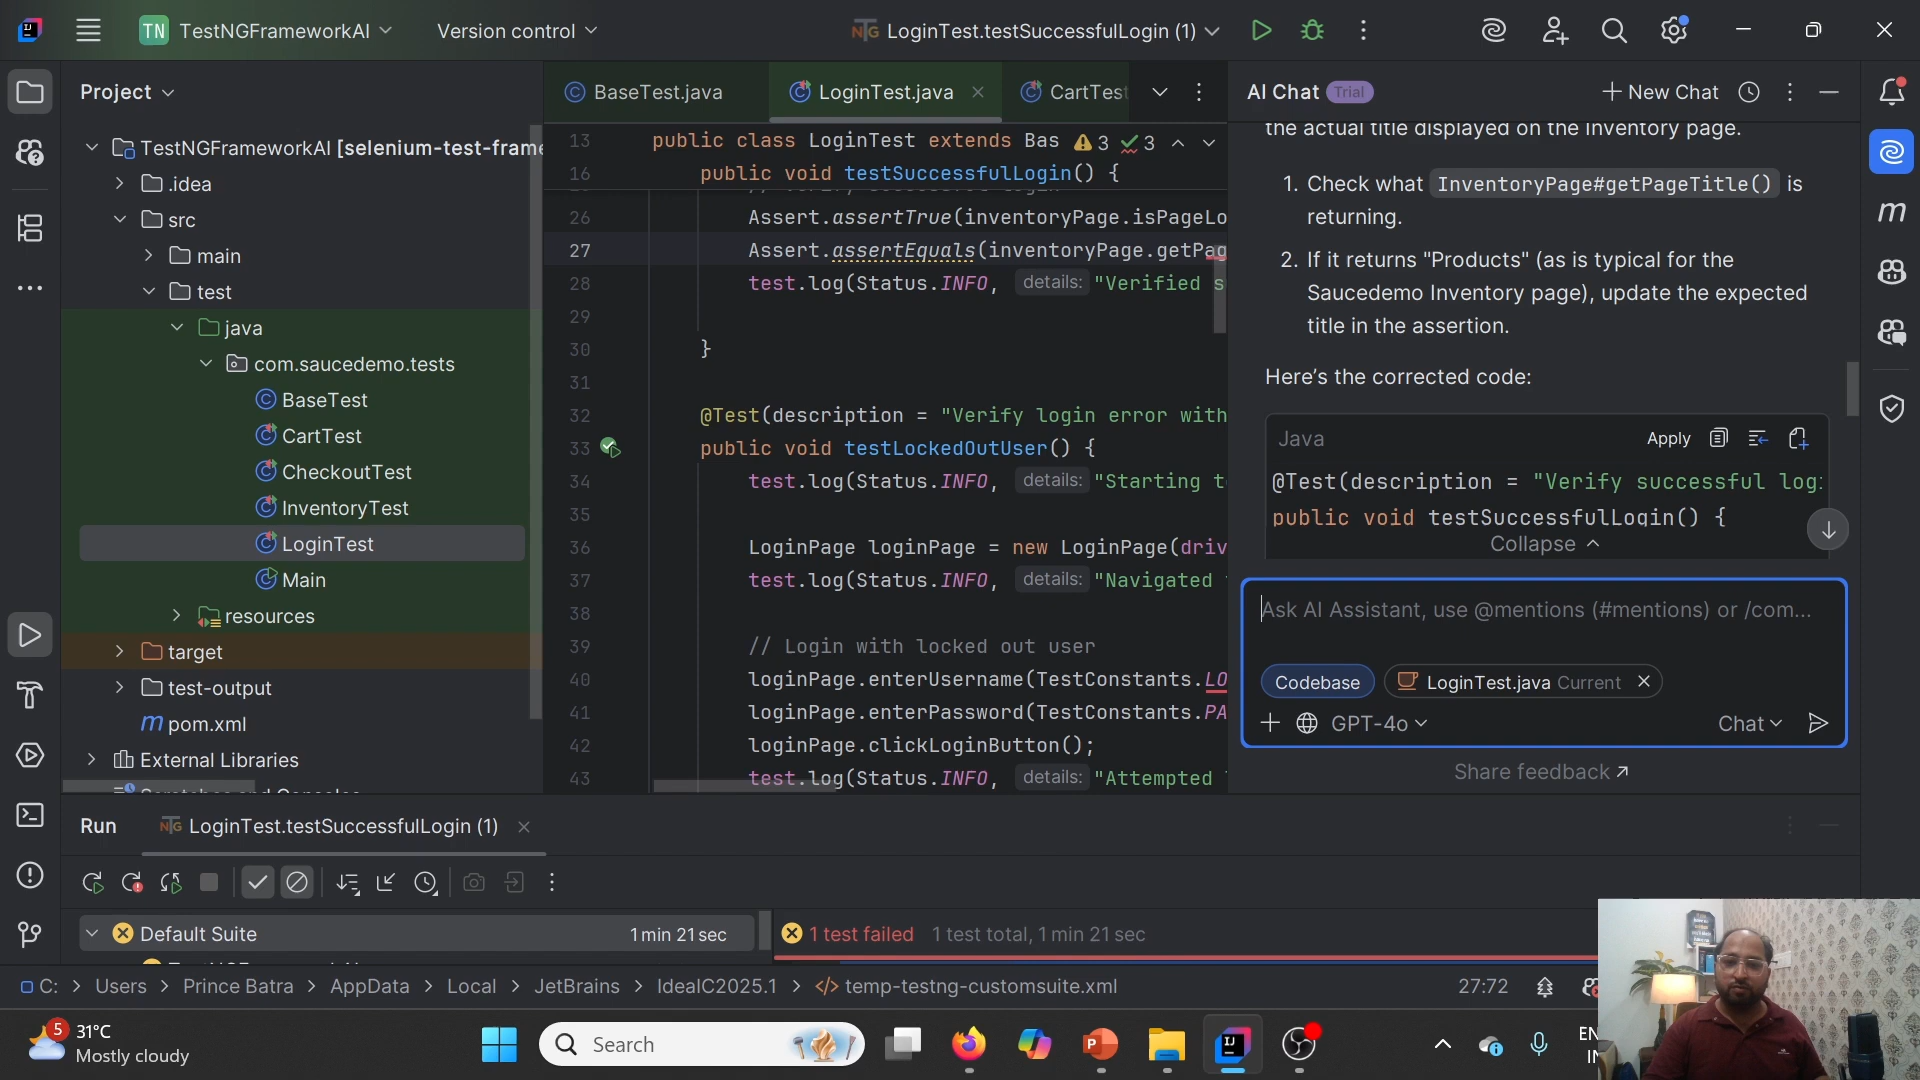 TN TestNGFrameworkAI Version control LoginTest.testSuccessfulLogin (1)
Project
BaseTest.java LoginTest.java CartTest
AI Chat Trial New Chat
TestNGFrameworkAI [selenium-test-frame
.idea
src
main
test
java
com.saucedemo.tests
BaseTest
CartTest
CheckoutTest
InventoryTest
LoginTest
Main
resources
target
test-output
pom.xml
External Libraries
Scratches and Consoles
13 public class LoginTest extends Bas 3 3
16 public void testSuccessfulLogin() {
26 Assert.assertTrue(inventoryPage.isPageLo
27 Assert.assertEquals(inventoryPage.getPag
28 test.log(Status.INFO, details: "Verified s
29
30 }
31
32 @Test(description = "Verify login error with
33 public void testLockedOutUser() {
34 test.log(Status.INFO, details: "Starting t
35
36 LoginPage loginPage = new LoginPage(driv
37 test.log(Status.INFO, details: "Navigated
38
39 // Login with locked out user
40 loginPage.enterUsername(TestConstants.LO
41 loginPage.enterPassword(TestConstants.PA
42 loginPage.clickLoginButton();
43 test.log(Status.INFO, details: "Attempted
the actual title displayed on the Inventory page.
1. Check what InventoryPage#getPageTitle() is
returning.
2. If it returns "Products" (as is typical for the
Saucedemo Inventory page), update the expected
title in the assertion.
Here's the corrected code:
Java Apply
@Test(description = "Verify successful log
public void testSuccessfulLogin() {
Collapse
Ask AI Assistant, use @mentions (#mentions) or /com...
Codebase LoginTest.java Current
GPT-4o Chat
Share feedback
Run LoginTest.testSuccessfulLogin (1)
Default Suite 1 min 21 sec
1 test failed 1 test total, 1 min 21 sec
C: > Users > Prince Batra > AppData > Local > JetBrains > IdeaIC2025.1 > temp-testng-customsuite.xml 27:72
5 31°C
Mostly cloudy
Search
EN
IN